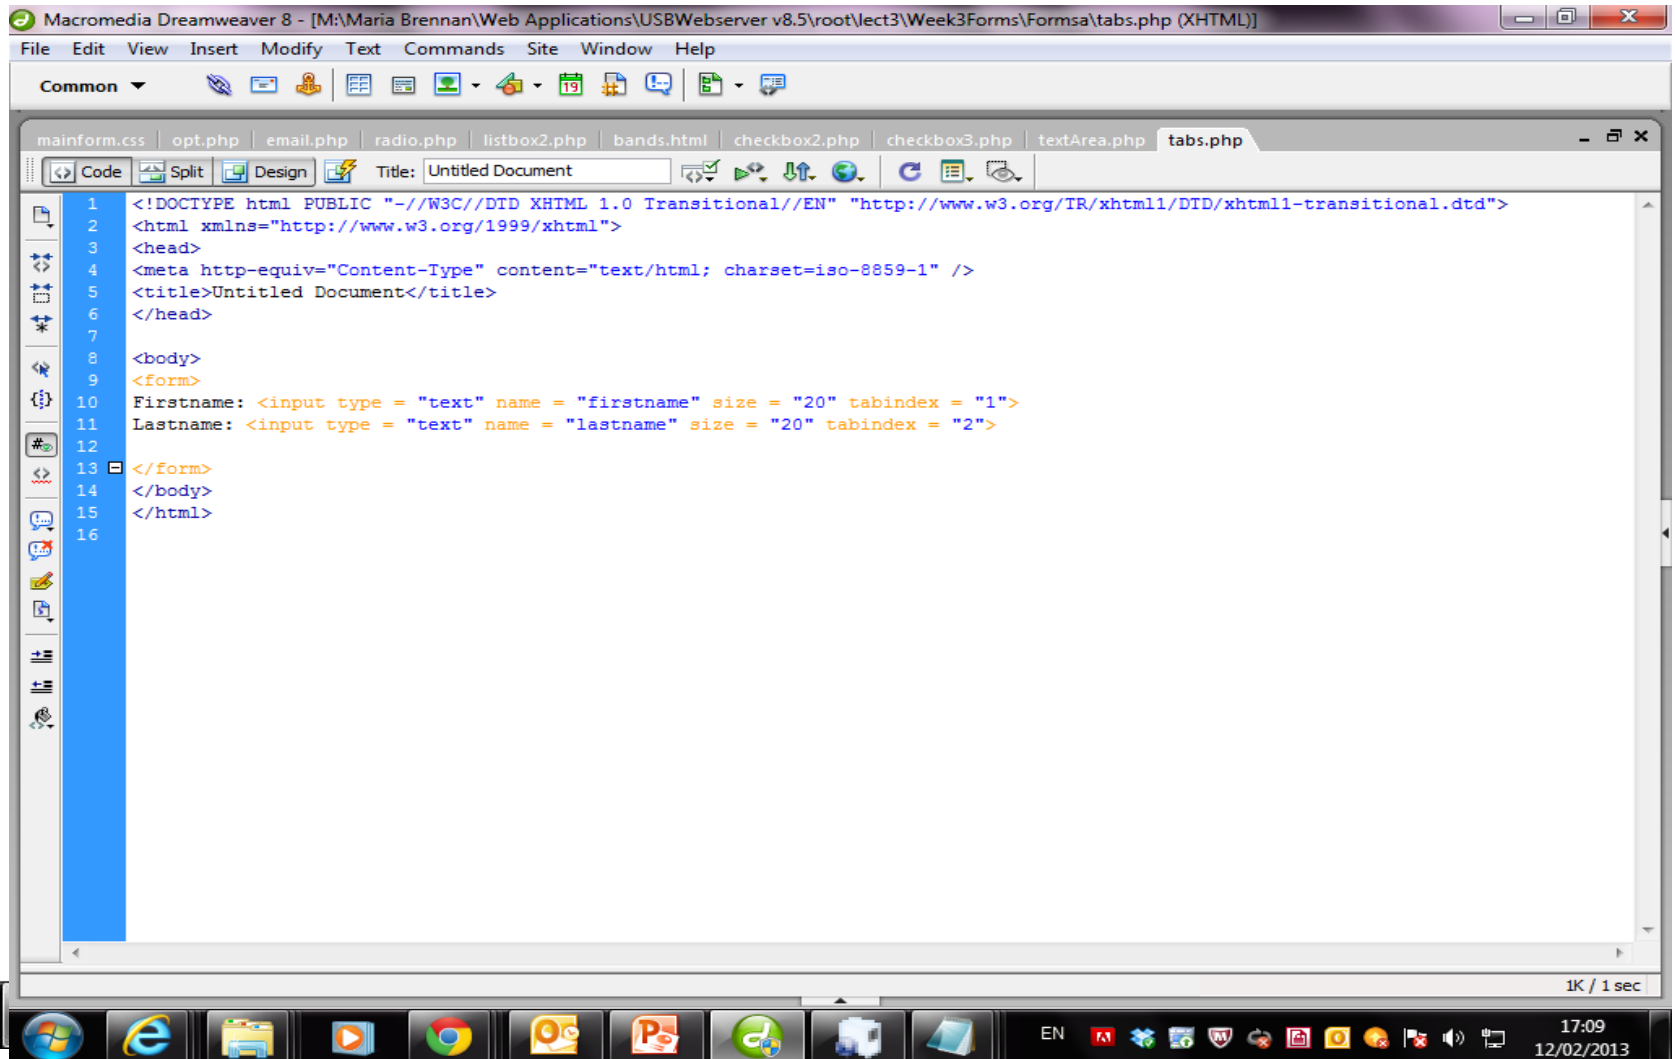 Macromedia Dreamweaver 8 - [M:\Maria Brennan\Web Applications\USBWebserver v8.5\root\lect3\Week3Forms\Formsa\tabs.php (XHTML)]
File Edit View Insert Modify Text Commands Site Window Help
Common
19
mainform.css opt.php email.php radio.php listbox2.php bands.html checkbox2.php checkbox3.php textArea.php tabs.php
Code Split Design Title: Untitled Document
1 <!DOCTYPE html PUBLIC "-//W3C//DTD XHTML 1.0 Transitional//EN" "http://www.w3.org/TR/xhtml1/DTD/xhtml1-transitional.dtd">
2 <html xmlns="http://www.w3.org/1999/xhtml">
3 <head>
4 <meta http-equiv="Content-Type" content="text/html; charset=iso-8859-1" />
5 <title>Untitled Document</title>
6 </head>
7
8 <body>
9 <form>
10 Firstname: <input type = "text" name = "firstname" size = "20" tabindex = "1">
11 Lastname: <input type = "text" name = "lastname" size = "20" tabindex = "2">
12
13 </form>
14 </body>
15 </html>
16
1K / 1 sec
EN
17:09
12/02/2013